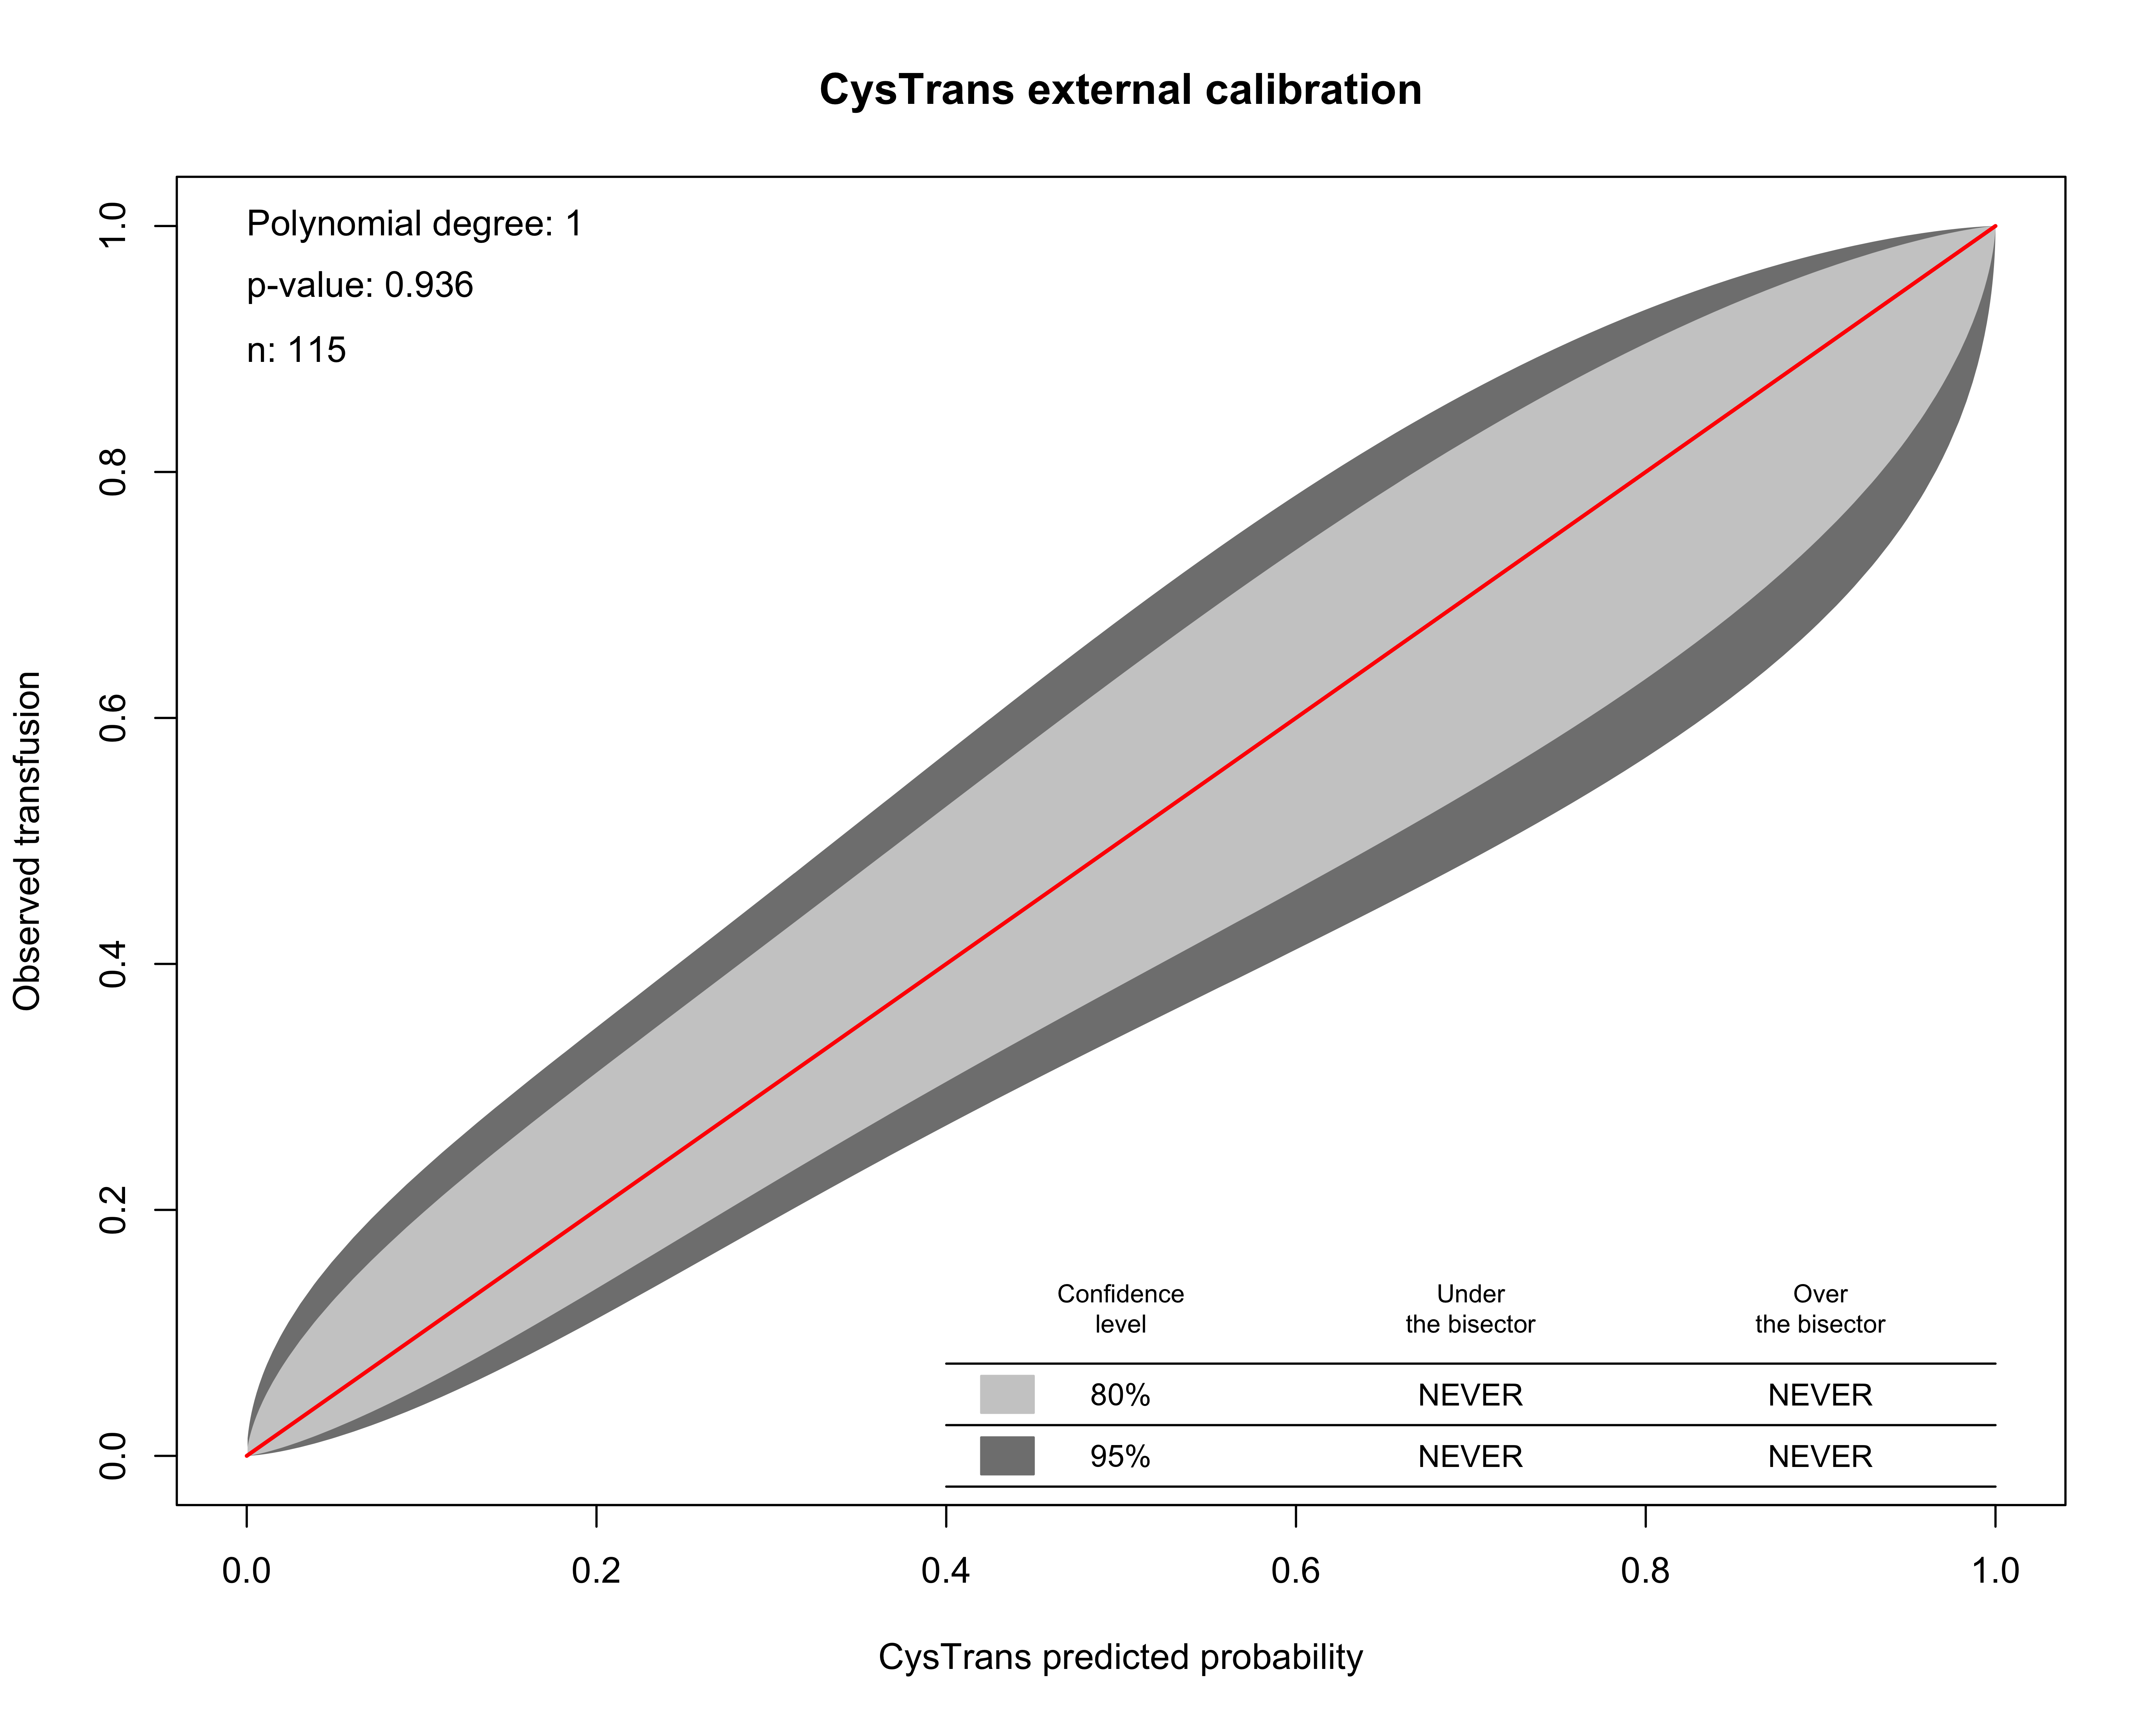 CysTrans external calibration
Polynomial degree: 1
p-value: 0.936
n: 115
Observed transfusion
1.0
0.8
0.6
0.4
0.2
0.0
Confidence level
Under the bisector
Over the bisector
80% NEVER NEVER
95% NEVER NEVER
0.0 0.2 0.4 0.6 0.8 1.0
CysTrans predicted probability